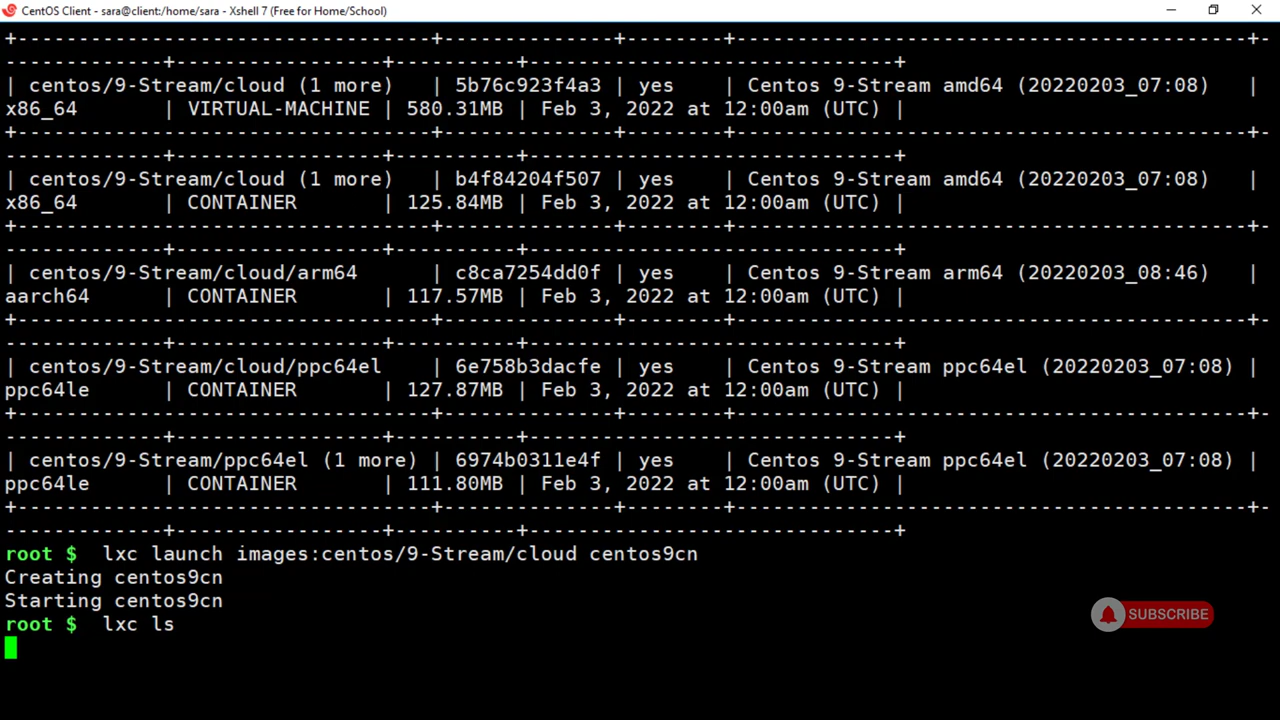 CentOS Client - sara@client:/home/sara - Xshell 7 (Free for Home/School)
+----------------------------------+--------------+--------+------------------------------------------+-
-------------+-----------------+----------+------------------------------+
| centos/9-Stream/cloud (1 more)   | 5b76c923f4a3 | yes    | Centos 9-Stream amd64 (20220203_07:08)   |
x86_64       | VIRTUAL-MACHINE | 580.31MB | Feb 3, 2022 at 12:00am (UTC) |
+----------------------------------+--------------+--------+------------------------------------------+-
-------------+-----------------+----------+------------------------------+
| centos/9-Stream/cloud (1 more)   | b4f84204f507 | yes    | Centos 9-Stream amd64 (20220203_07:08)   |
x86_64       | CONTAINER       | 125.84MB | Feb 3, 2022 at 12:00am (UTC) |
+----------------------------------+--------------+--------+------------------------------------------+-
-------------+-----------------+----------+------------------------------+
| centos/9-Stream/cloud/arm64      | c8ca7254dd0f | yes    | Centos 9-Stream arm64 (20220203_08:46)   |
aarch64      | CONTAINER       | 117.57MB | Feb 3, 2022 at 12:00am (UTC) |
+----------------------------------+--------------+--------+------------------------------------------+-
-------------+-----------------+----------+------------------------------+
| centos/9-Stream/cloud/ppc64el    | 6e758b3dacfe | yes    | Centos 9-Stream ppc64el (20220203_07:08) |
ppc64le      | CONTAINER       | 127.87MB | Feb 3, 2022 at 12:00am (UTC) |
+----------------------------------+--------------+--------+------------------------------------------+-
-------------+-----------------+----------+------------------------------+
| centos/9-Stream/ppc64el (1 more) | 6974b0311e4f | yes    | Centos 9-Stream ppc64el (20220203_07:08) |
ppc64le      | CONTAINER       | 111.80MB | Feb 3, 2022 at 12:00am (UTC) |
+----------------------------------+--------------+--------+------------------------------------------+-
-------------+-----------------+----------+------------------------------+
root $  lxc launch images:centos/9-Stream/cloud centos9cn
Creating centos9cn
Starting centos9cn
root $  lxc ls
SUBSCRIBE